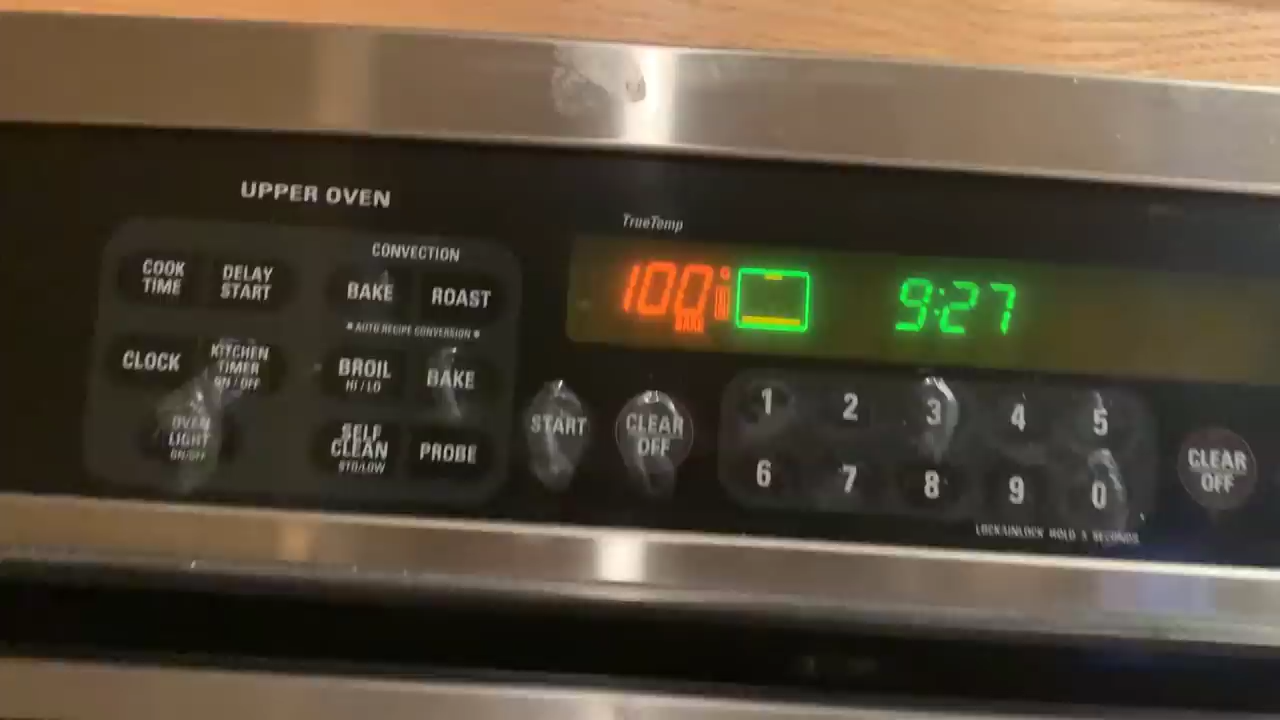 UPPER OVEN
TrueTemp
CONVECTION
COOK TIME
DELAY START
BAKE
ROAST
100°
BAKE
9:27
• AUTO RECIPE CONVERSION •
CLOCK
KITCHEN TIMER ON / OFF
BROIL HI / LO
BAKE
START
CLEAR OFF
1 2 3 4 5
OVEN LIGHT ON/OFF
SELF CLEAN STD/LOW
PROBE
6 7 8 9 0
CLEAR OFF
LOCK/UNLOCK HOLD 3 SECONDS